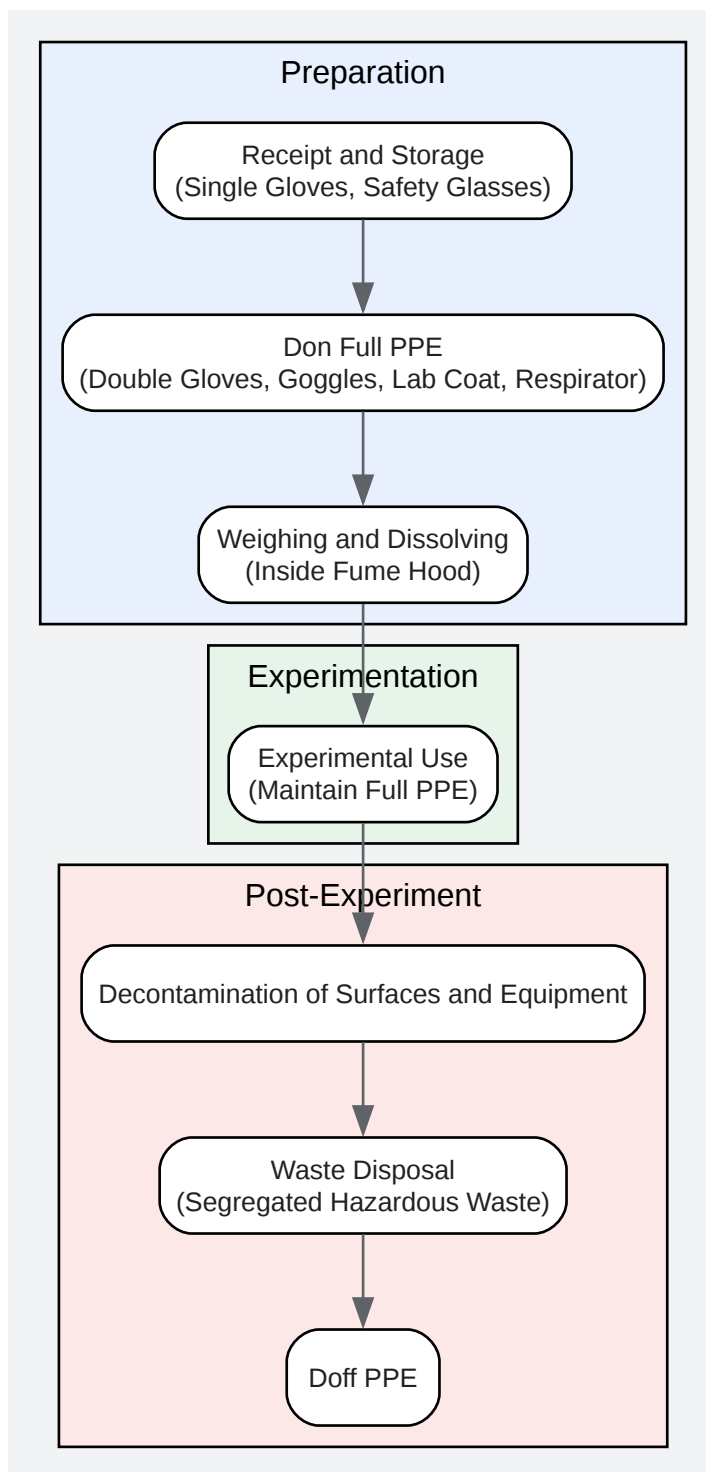 Preparation
Receipt and Storage
(Single Gloves, Safety Glasses)
Don Full PPE
(Double Gloves, Goggles, Lab Coat, Respirator)
Weighing and Dissolving
(Inside Fume Hood)
Experimentation
Experimental Use
(Maintain Full PPE)
Post-Experiment
Decontamination of Surfaces and Equipment
Waste Disposal
(Segregated Hazardous Waste)
Doff PPE